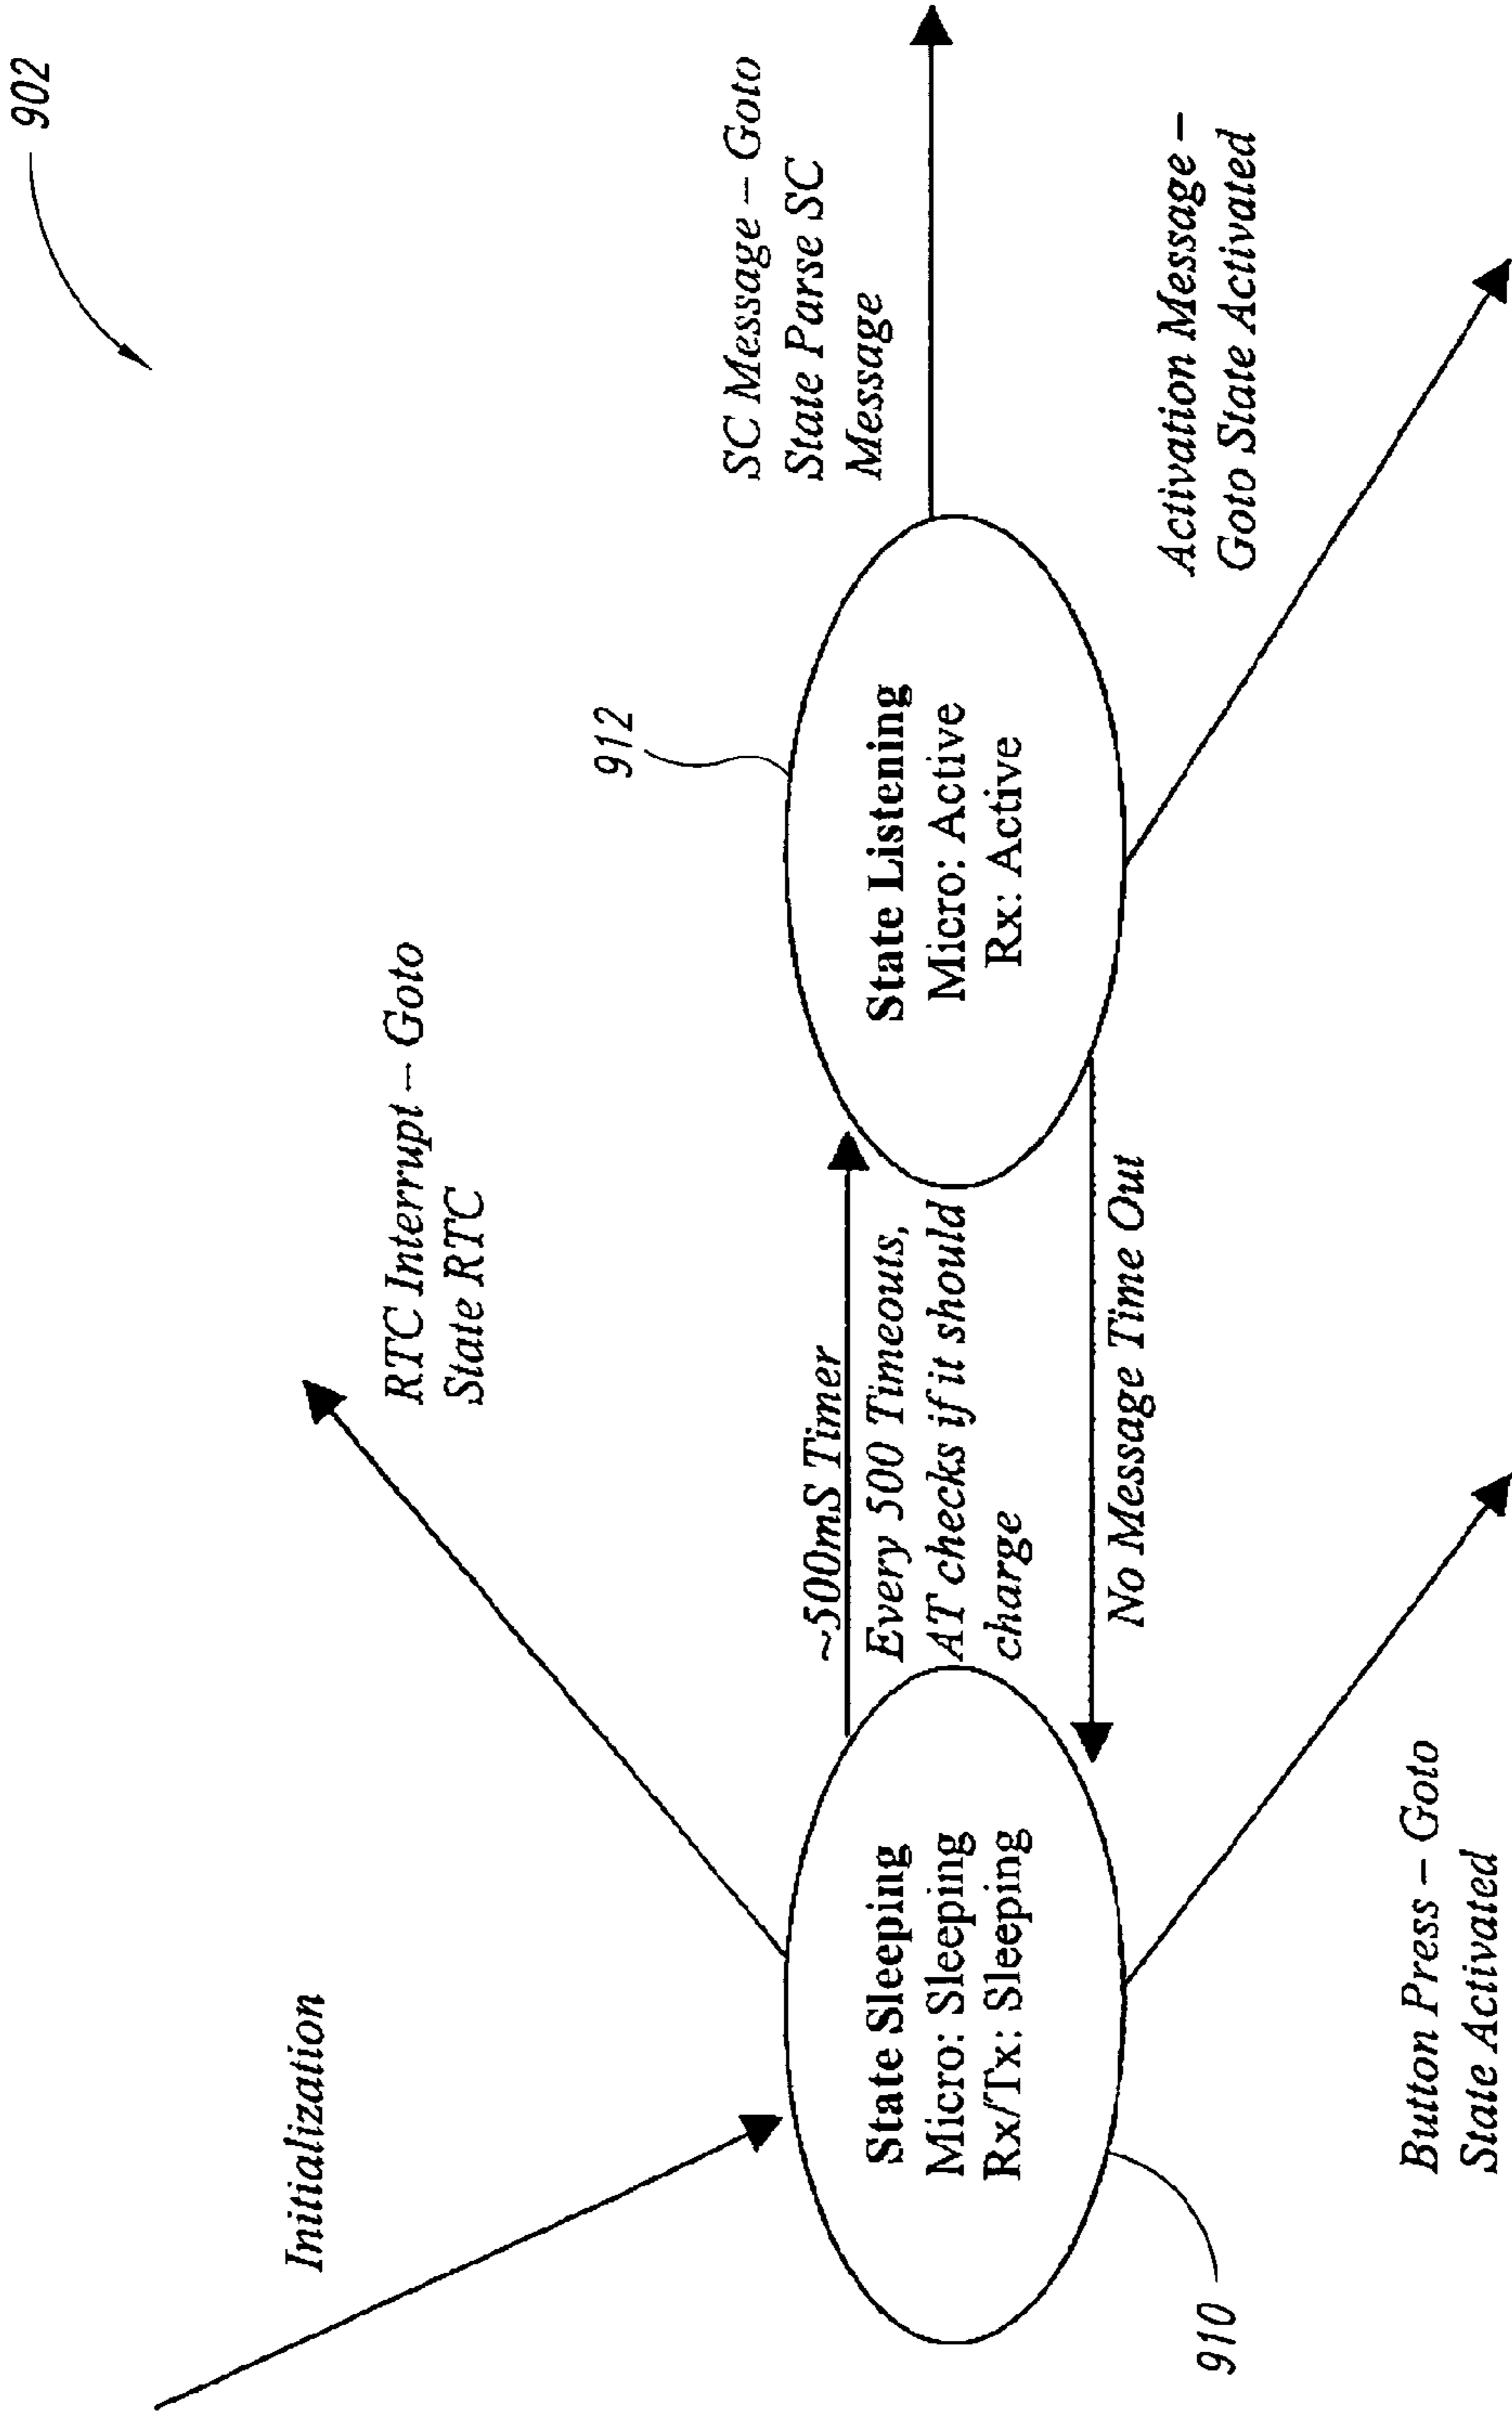 902
Initialization
RTC Interrupt – Goto
State RTC
912
SC Message – Goto
State Parse SC
Message
~500mS Timer
Every 500 Timeouts,
AT checks if it should
charge
No Message Time Out
State Sleeping
Micro: Sleeping
Rx/Tx: Sleeping
State Listening
Micro: Active
Rx: Active
910
Button Press – Goto
State Activated
Activation Message –
Goto State Activated